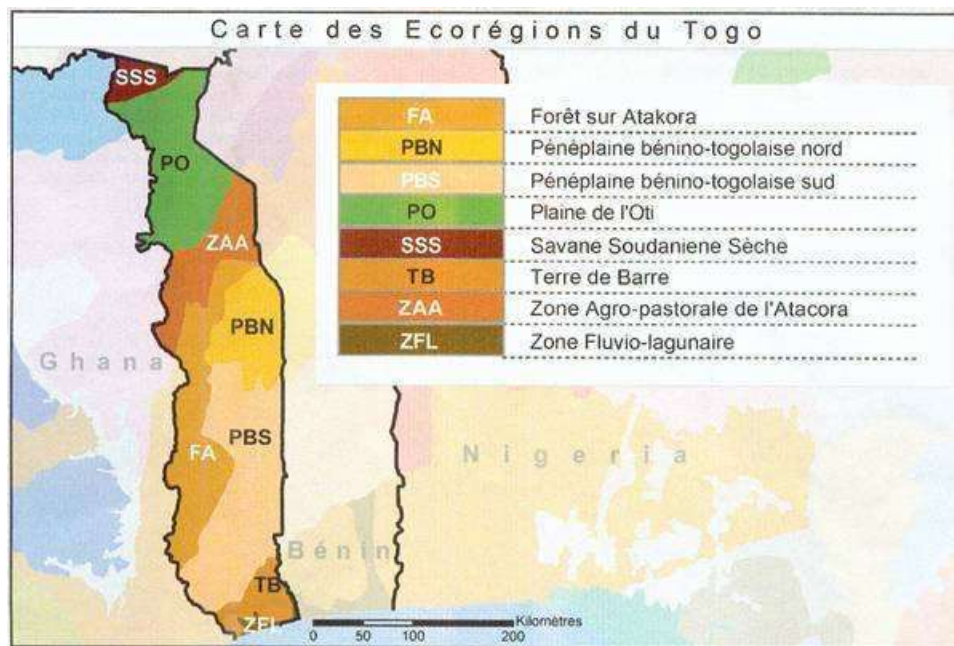 Carte des Ecorégions du Togo
SSS
PO
ZAA
PBN
PBS
FA
TB
ZFL
FA Forêt sur Atakora
PBN Pénéplaine bénino-togolaise nord
PBS Pénéplaine bénino-togolaise sud
PO Plaine de l'Oti
SSS Savane Soudaniene Sèche
TB Terre de Barre
ZAA Zone Agro-pastorale de l'Atacora
ZFL Zone Fluvio-lagunaire
Ghana
Nigeria
Bénin
Kilomètres
0 50 100 200